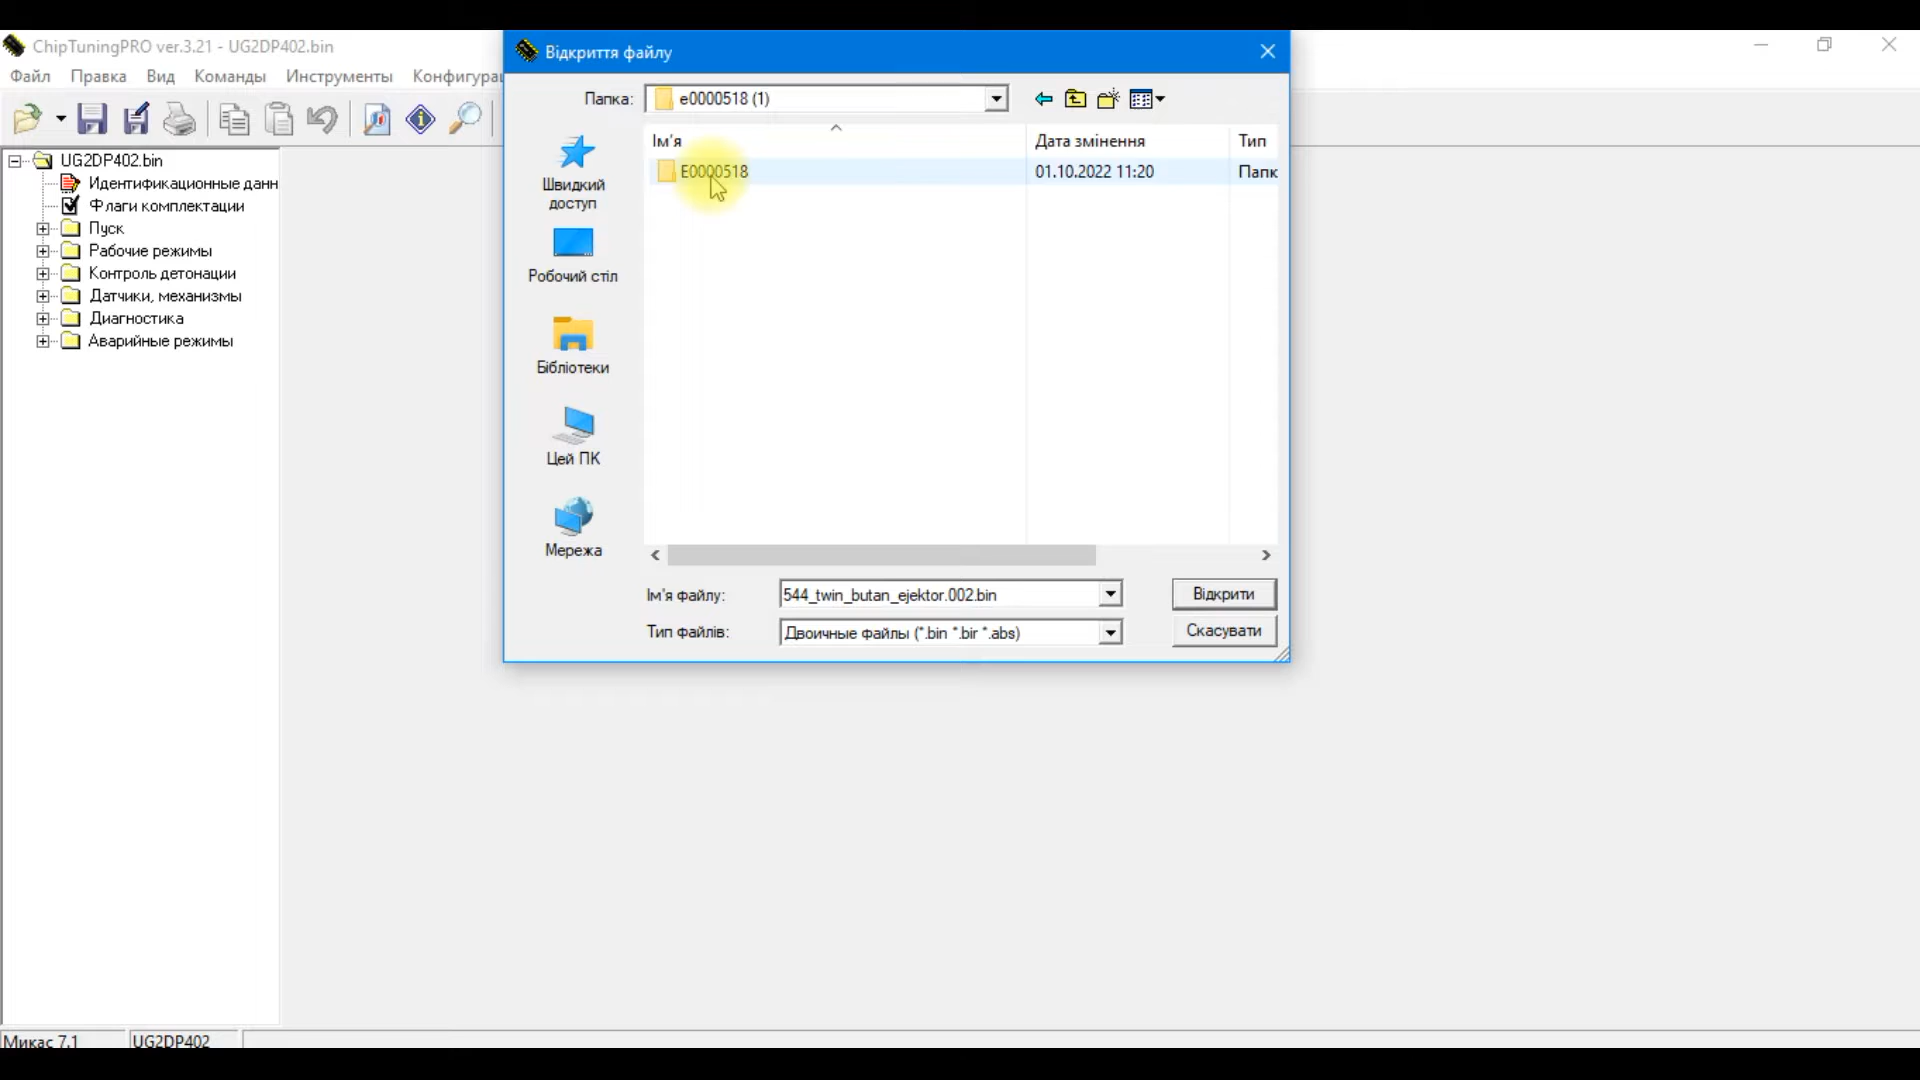 ChipTuningPRO ver.3.21 - UG2DP402.bin
Файл Правка Вид Команды Инструменты
UG2DP402.bin
Идентификационные данн
Флаги комплектации
Пуск
Рабочие режимы
Контроль детонации
Датчики, механизмы
Диагностика
Аварийные режимы
Відкриття файлу
Папка: e0000518 (1)
Ім'я Дата змінення Тип
E0000518 01.10.2022 11:20
Швидкий
доступ
Робочий стіл
Бібліотеки
Цей ПК
Мережа
Ім'я файлу: 544_twin_butan_ejektor.002.bin Відкрити
Тип файлів: Двоичные файлы (*.bin *.bir *.abs) Скасувати
Микас 7.1 UG2DP402